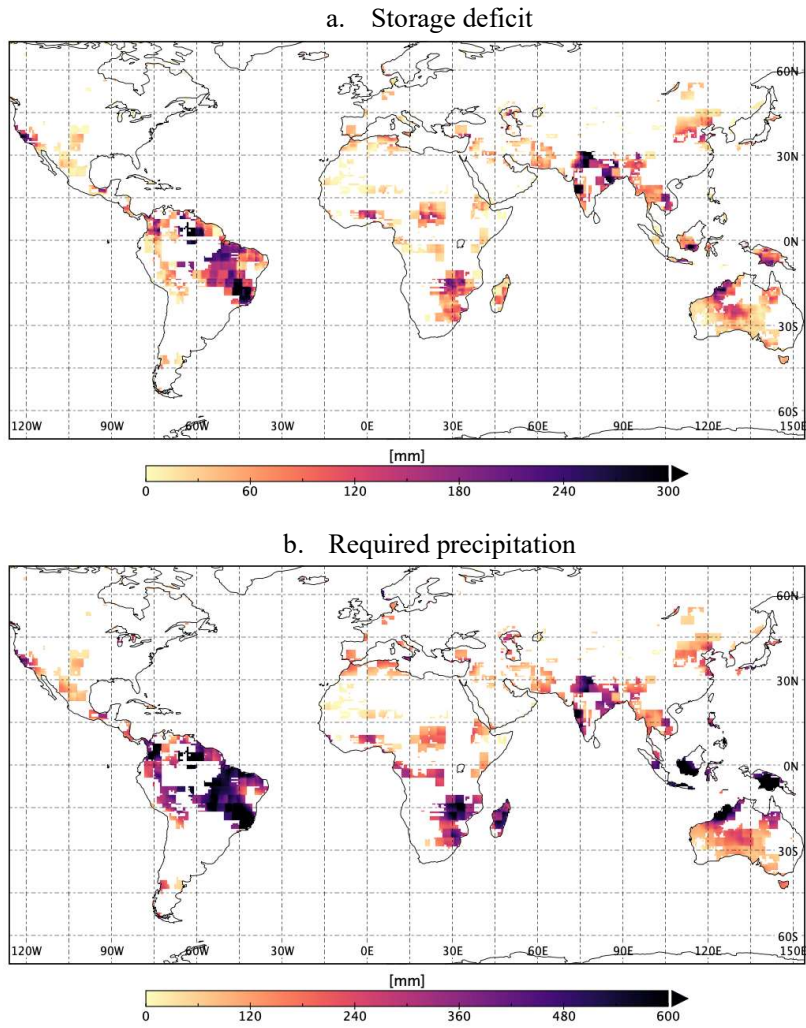 a. Storage deficit
60N
30N
0N
30S
60S
120W 90W 60W 30W 0E 30E 60E 90E 120E 150E
[mm]
0 60 120 180 240 300
b. Required precipitation
60N
30N
0N
30S
60S
120W 90W 60W 30W 0E 30E 60E 90E 120E 150E
[mm]
0 120 240 360 480 600